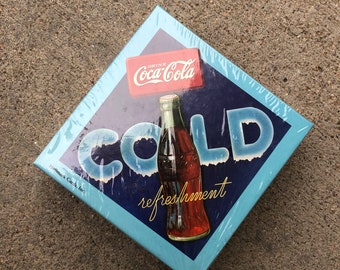 DRINK
Coca-Cola
COLD
refreshment